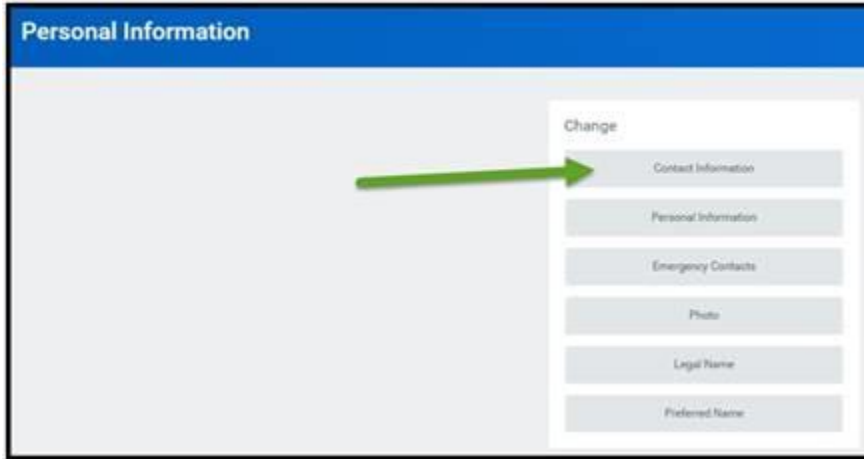 Personal Information
Change
Contact Information
Personal Information
Emergency Contacts
Photo
Legal Name
Preferred Name